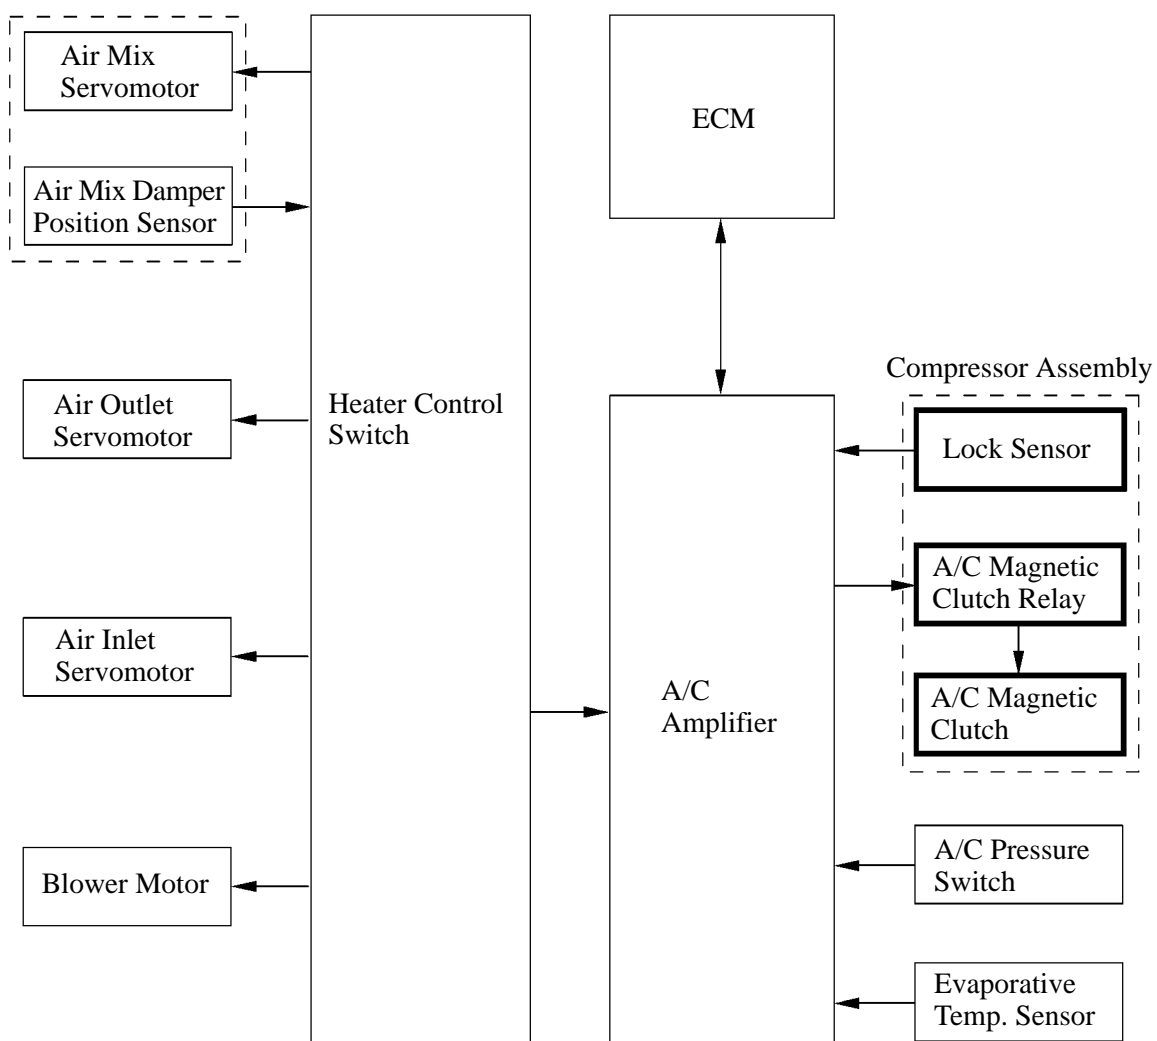 Air Mix
Servomotor
Air Mix Damper
Position Sensor
Air Outlet
Servomotor
Air Inlet
Servomotor
Blower Motor
Heater Control
Switch
ECM
A/C
Amplifier
Compressor Assembly
Lock Sensor
A/C Magnetic
Clutch Relay
A/C Magnetic
Clutch
A/C Pressure
Switch
Evaporative
Temp. Sensor